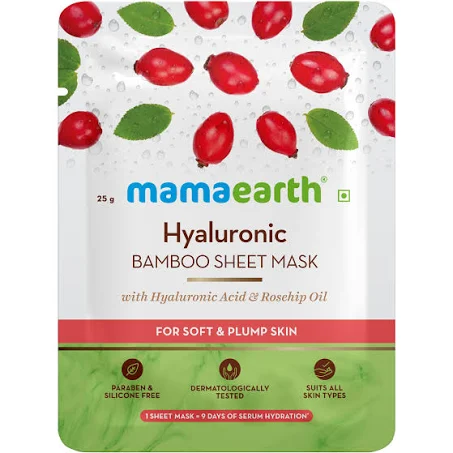 25 g
mamaearth®
Hyaluronic
BAMBOO SHEET MASK
with Hyaluronic Acid & Rosehip Oil
FOR SOFT & PLUMP SKIN
PARABEN &
SILICONE FREE
DERMATOLOGICALLY
TESTED
SUITS ALL
SKIN TYPES
1 SHEET MASK = 9 DAYS OF SERUM HYDRATION*